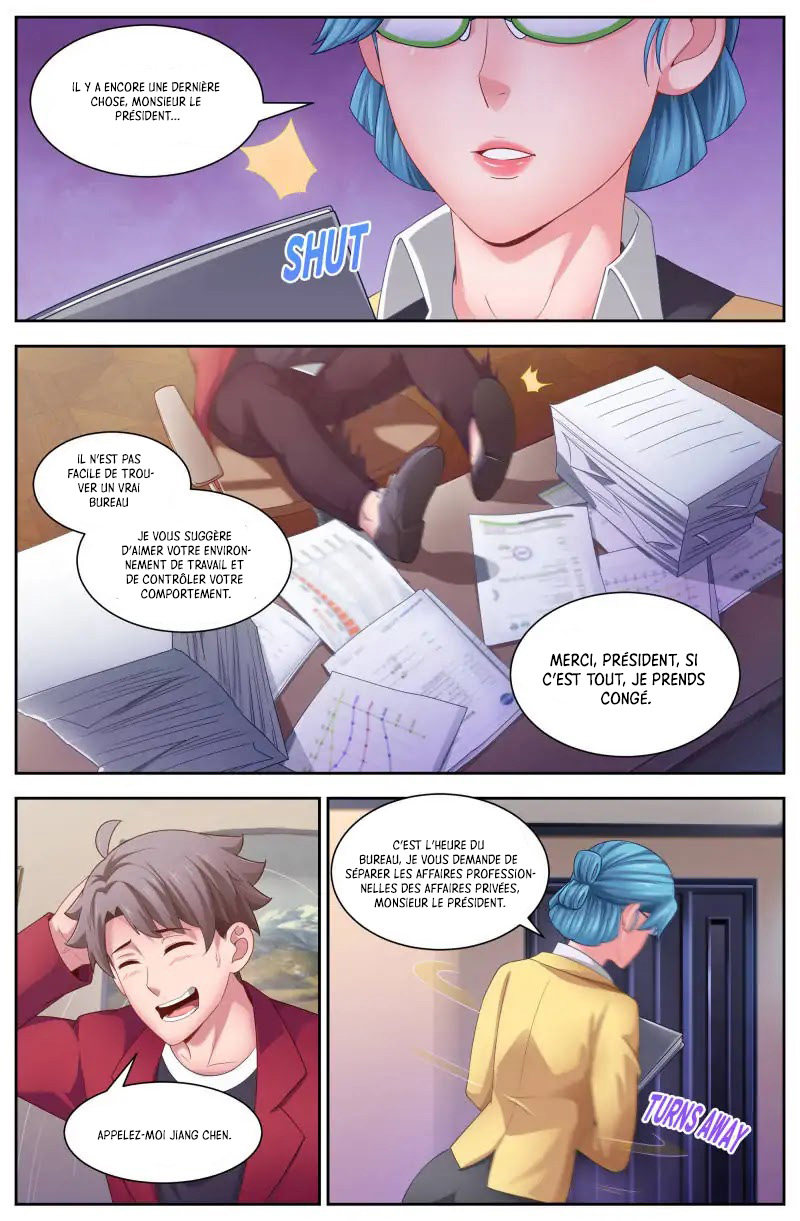 IL Y A ENCORE UNE DERNIÈRE
CHOSE, MONSIEUR LE
PRÉSIDENT...
SHUT
IL N'EST PAS
FACILE DE TROU-
VER UN VRAI
BUREAU
JE VOUS SUGGÈRE
D'AIMER VOTRE ENVIRON-
NEMENT DE TRAVAIL ET
DE CONTRÔLER VOTRE
COMPORTEMENT.
MERCI, PRÉSIDENT, SI
C'EST TOUT, JE PRENDS
CONGÉ.
APPELEZ-MOI JIANG CHEN.
C'EST L'HEURE DU
BUREAU, JE VOUS DEMANDE DE
SÉPARER LES AFFAIRES PROFESSION-
NELLES DES AFFAIRES PRIVÉES,
MONSIEUR LE PRÉSIDENT.
TURNS AWAY